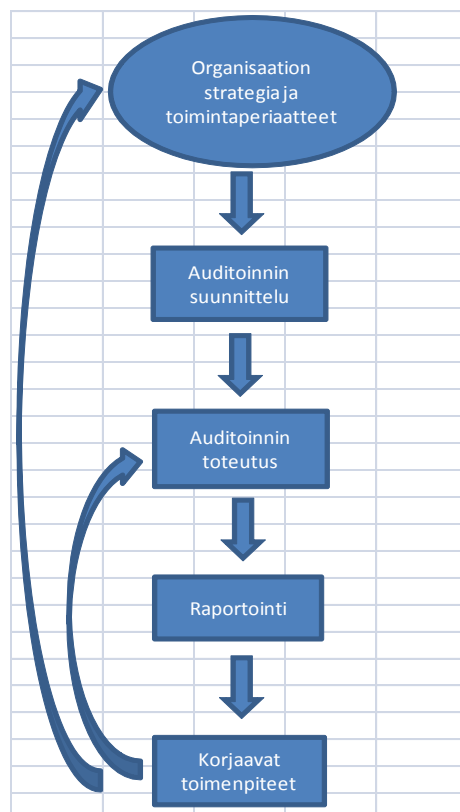 Organisaation
strategia ja
toimintaperiaatteet
Auditoinnin
suunnittelu
Auditoinnin
toteutus
Raportointi
Korjaavat
toimenpiteet